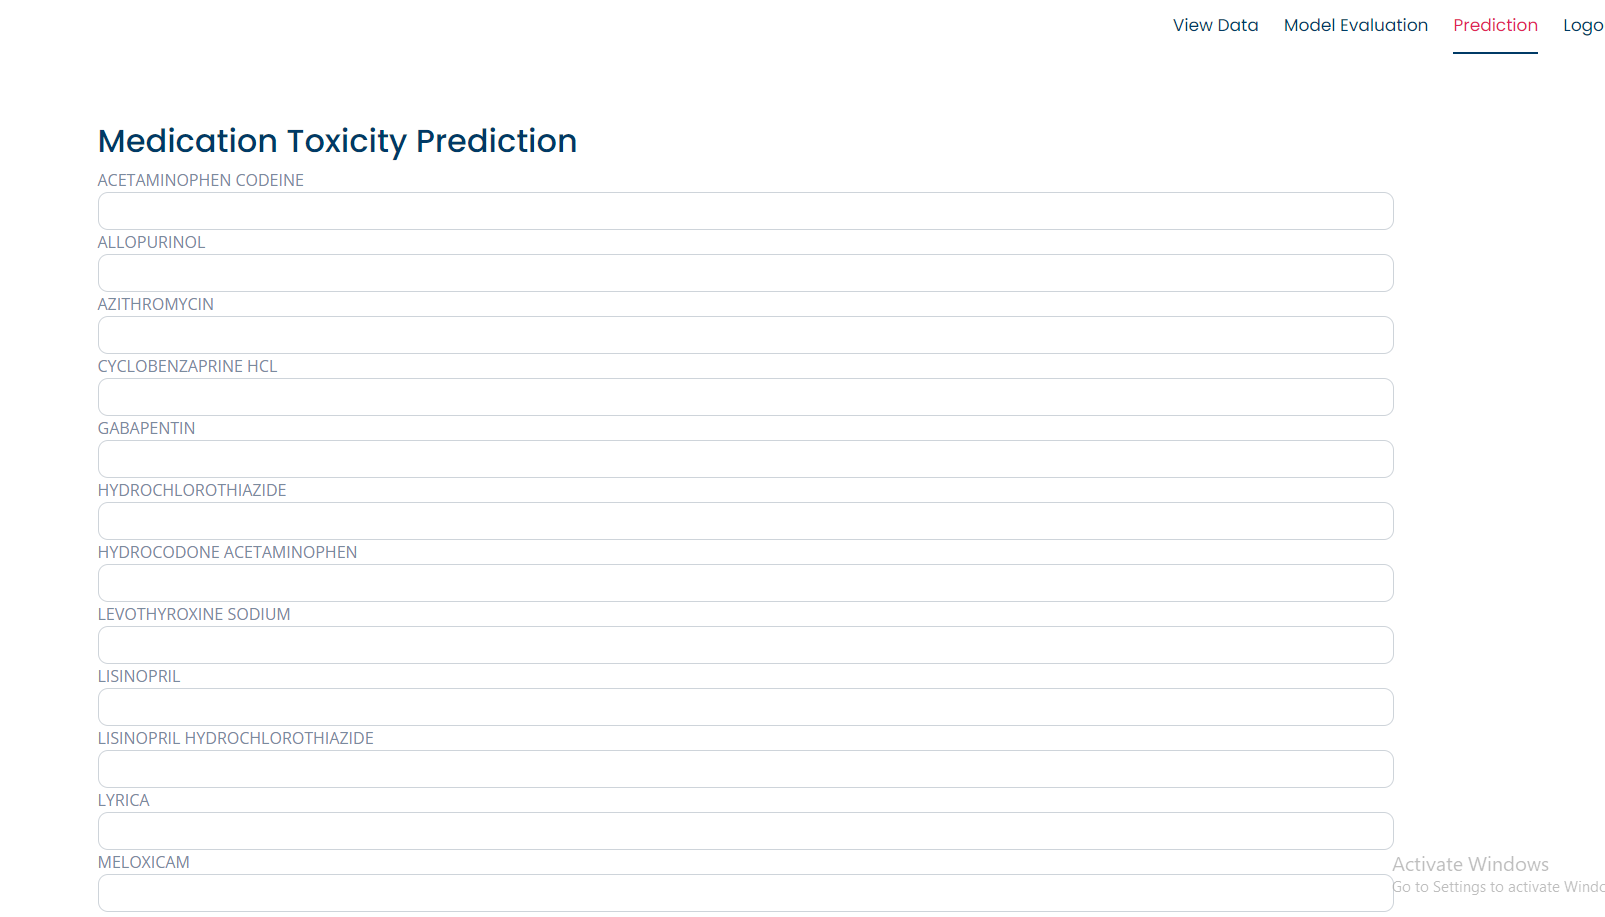 View Data Model Evaluation Prediction Logo
Medication Toxicity Prediction
ACETAMINOPHEN CODEINE
ALLOPURINOL
AZITHROMYCIN
CYCLOBENZAPRINE HCL
GABAPENTIN
HYDROCHLOROTHIAZIDE
HYDROCODONE ACETAMINOPHEN
LEVOTHYROXINE SODIUM
LISINOPRIL
LISINOPRIL HYDROCHLOROTHIAZIDE
LYRICA
MELOXICAM
Activate Windows
Go to Settings to activate Windo